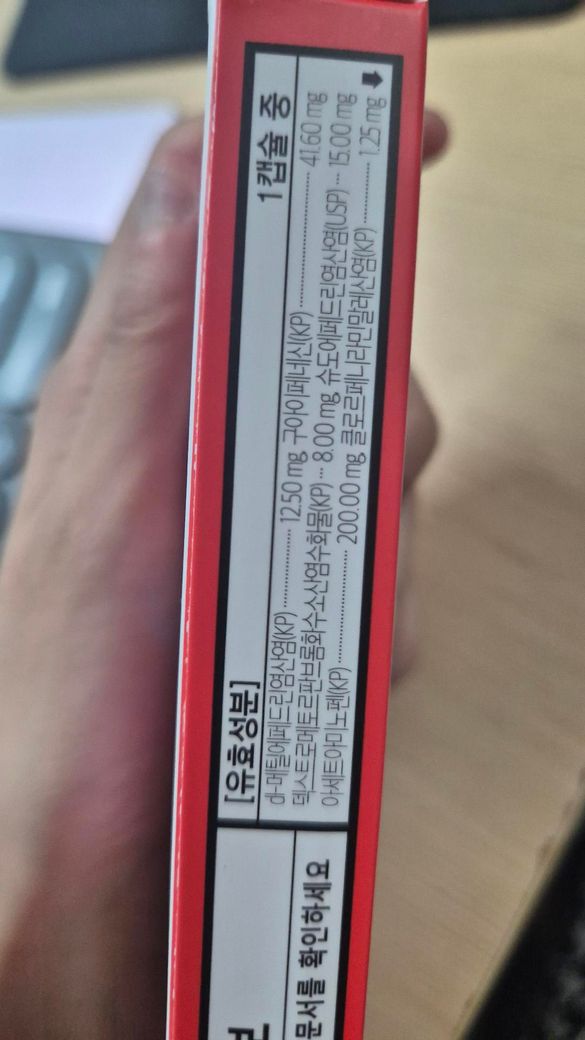 [유효성분] 1캡슐 중
dl-메틸에페드린염산염(KP) ················ 12.50 mg 구아이페네신(KP) ················ 41.60 mg
덱스트로메토르판브롬화수소산염수화물(KP) ··· 8.00 mg 슈도에페드린염산염(USP) ··· 15.00 mg
아세트아미노펜(KP) ················ 200.00 mg 클로르페니라민말레산염(KP) ········ 1.25 mg
문서를 확인하세요